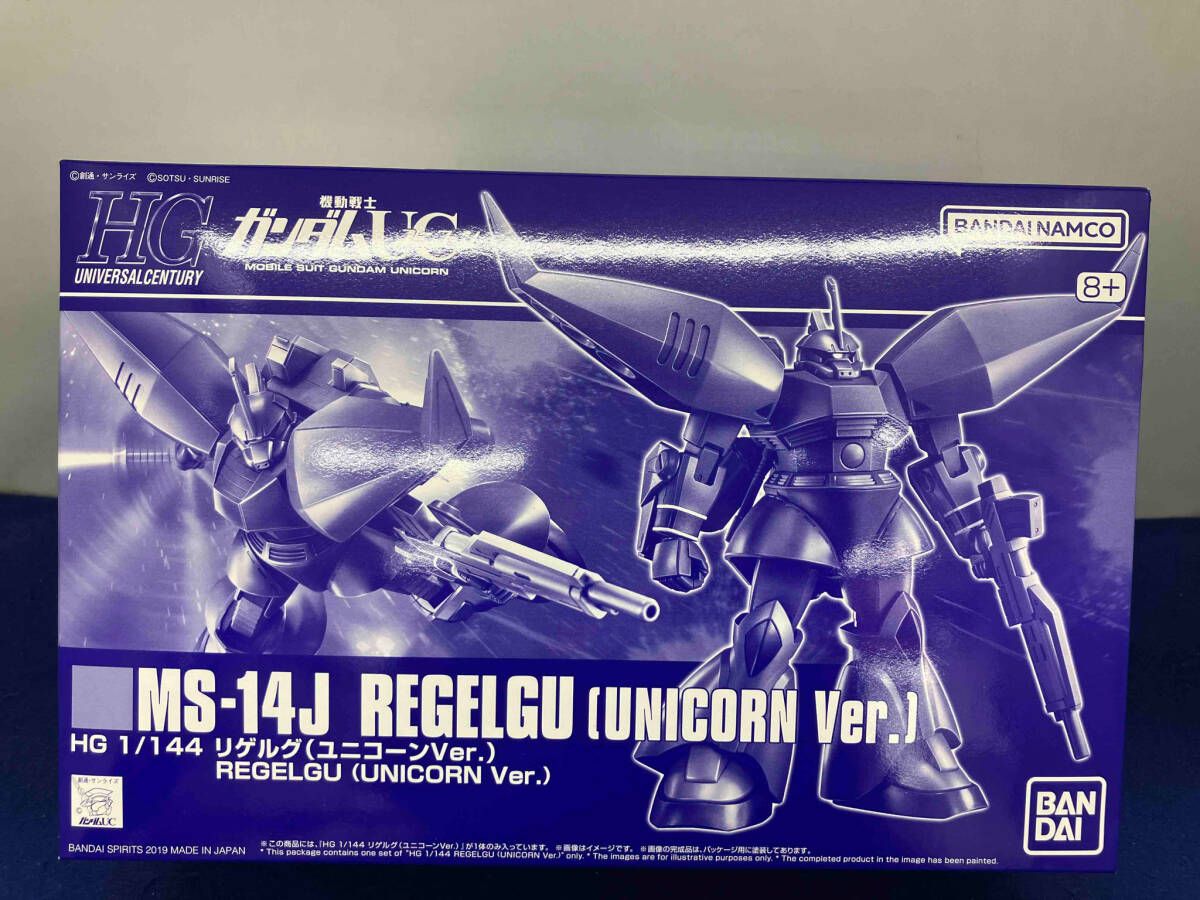 ©創通・サンライズ ©SOTSU・SUNRISE
HG
UNIVERSAL CENTURY
機動戦士
ガンダムUC
MOBILE SUIT GUNDAM UNICORN
BANDAI NAMCO
8+
MS-14J REGELGU (UNICORN Ver.)
HG 1/144 リゲルグ(ユニコーンVer.)
REGELGU (UNICORN Ver.)
創通・サンライズ
©
ガンダムUC
BAN
DAI
BANDAI SPIRITS 2019 MADE IN JAPAN
※この商品には、「HG 1/144 リゲルグ(ユニコーンVer.)」が1体のみ入っています。 ※画像はイメージです。 ※画像の完成品は、パッケージ用に塗装してあります。
* This package contains one set of "HG 1/144 REGELGU (UNICORN Ver.)" only. * The images are for illustrative purposes only. * The completed product in the image has been painted.